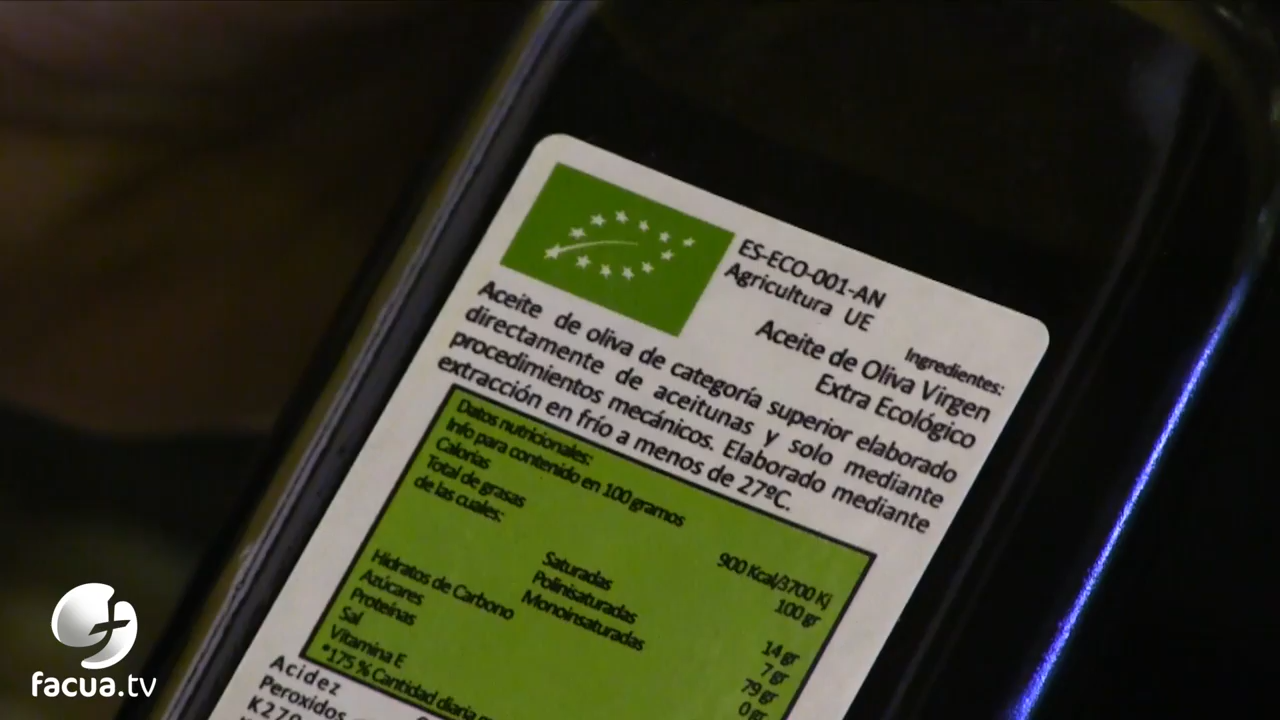 ES-ECO-001-AN
Agricultura UE
Ingredientes:
Aceite de Oliva Virgen
Extra Ecológico
Aceite de oliva de categoría superior elaborado
directamente de aceitunas y solo mediante
procedimientos mecánicos. Elaborado mediante
extracción en frío a menos de 27ºC.
Datos nutricionales:
Info para contenido en 100 gramos
Calorías 900 Kcal/3700 Kj
Total de grasas 100 gr
de las cuales:
Saturadas 14 gr
Polinisaturadas 7 gr
Monoinsaturadas 79 gr
Hidratos de Carbono 0 gr
Azúcares
Proteínas
Sal
Vitamina E
*175 % Cantidad diaria
Acidez
Peroxidos
K270
facua.tv